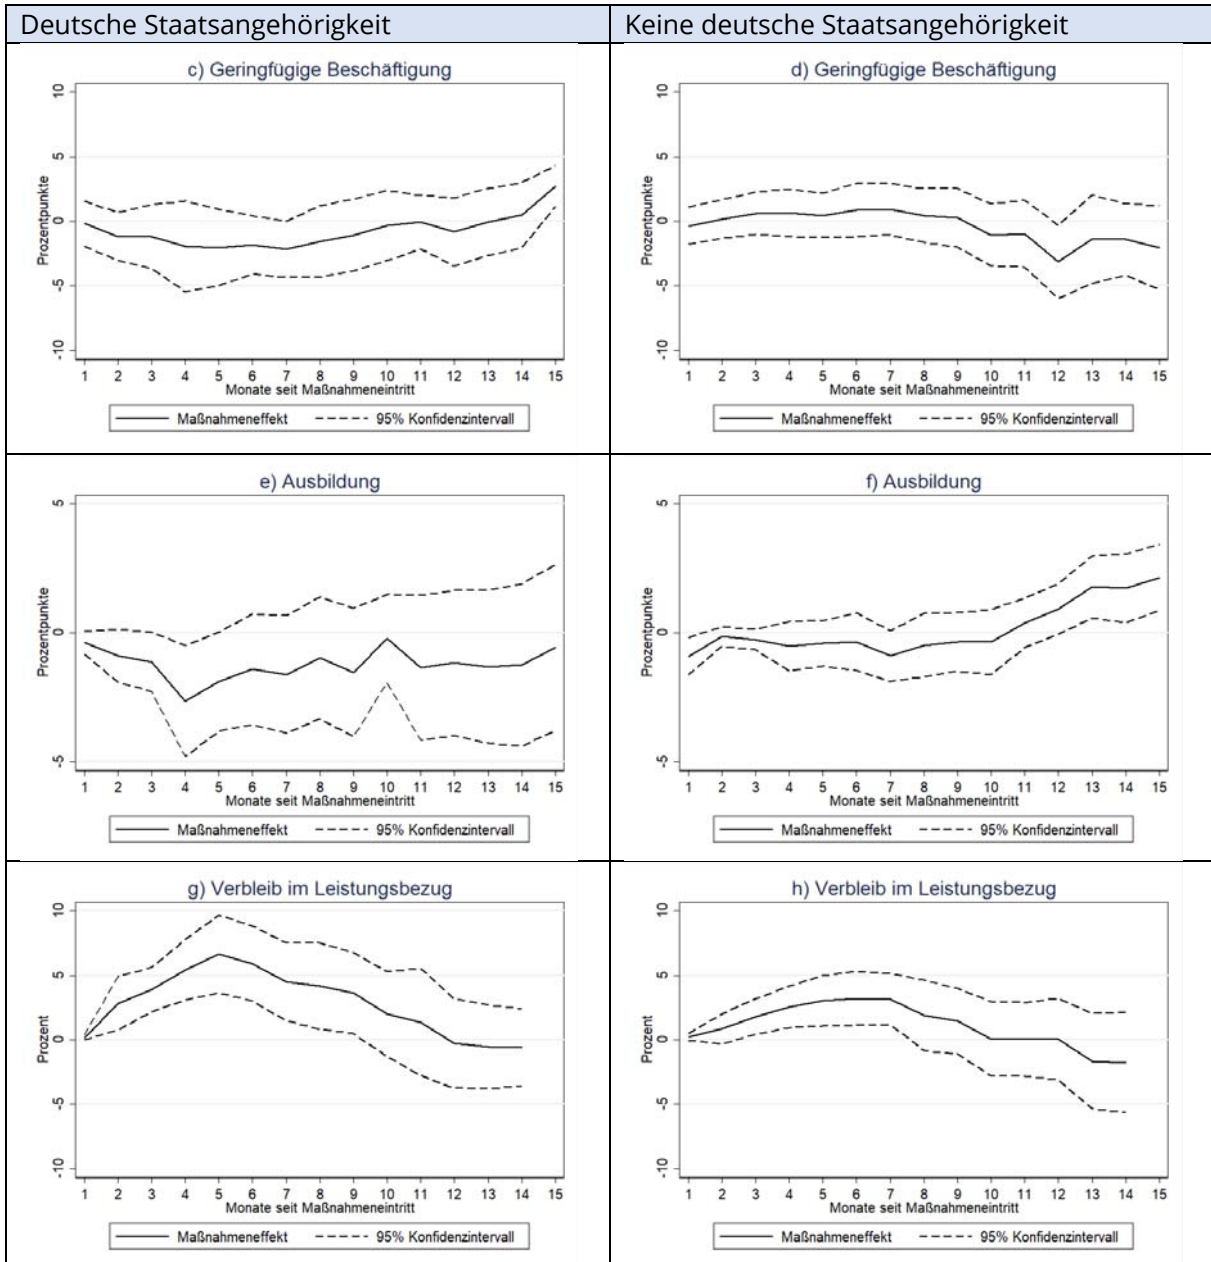 Deutsche Staatsangehörigkeit
Keine deutsche Staatsangehörigkeit
c) Geringfügige Beschäftigung
Prozentpunkte
10
5
0
-5
-10
1 2 3 4 5 6 7 8 9 10 11 12 13 14 15
Monate seit Maßnahmeneintritt
Maßnahmeneffekt 95% Konfidenzintervall
d) Geringfügige Beschäftigung
Prozentpunkte
10
5
0
-5
-10
1 2 3 4 5 6 7 8 9 10 11 12 13 14 15
Monate seit Maßnahmeneintritt
Maßnahmeneffekt 95% Konfidenzintervall
e) Ausbildung
Prozentpunkte
5
0
-5
1 2 3 4 5 6 7 8 9 10 11 12 13 14 15
Monate seit Maßnahmeneintritt
Maßnahmeneffekt 95% Konfidenzintervall
f) Ausbildung
Prozentpunkte
5
0
-5
1 2 3 4 5 6 7 8 9 10 11 12 13 14 15
Monate seit Maßnahmeneintritt
Maßnahmeneffekt 95% Konfidenzintervall
g) Verbleib im Leistungsbezug
Prozent
10
5
0
-5
-10
1 2 3 4 5 6 7 8 9 10 11 12 13 14 15
Monate seit Maßnahmeneintritt
Maßnahmeneffekt 95% Konfidenzintervall
h) Verbleib im Leistungsbezug
Prozent
10
5
0
-5
-10
1 2 3 4 5 6 7 8 9 10 11 12 13 14 15
Monate seit Maßnahmeneintritt
Maßnahmeneffekt 95% Konfidenzintervall